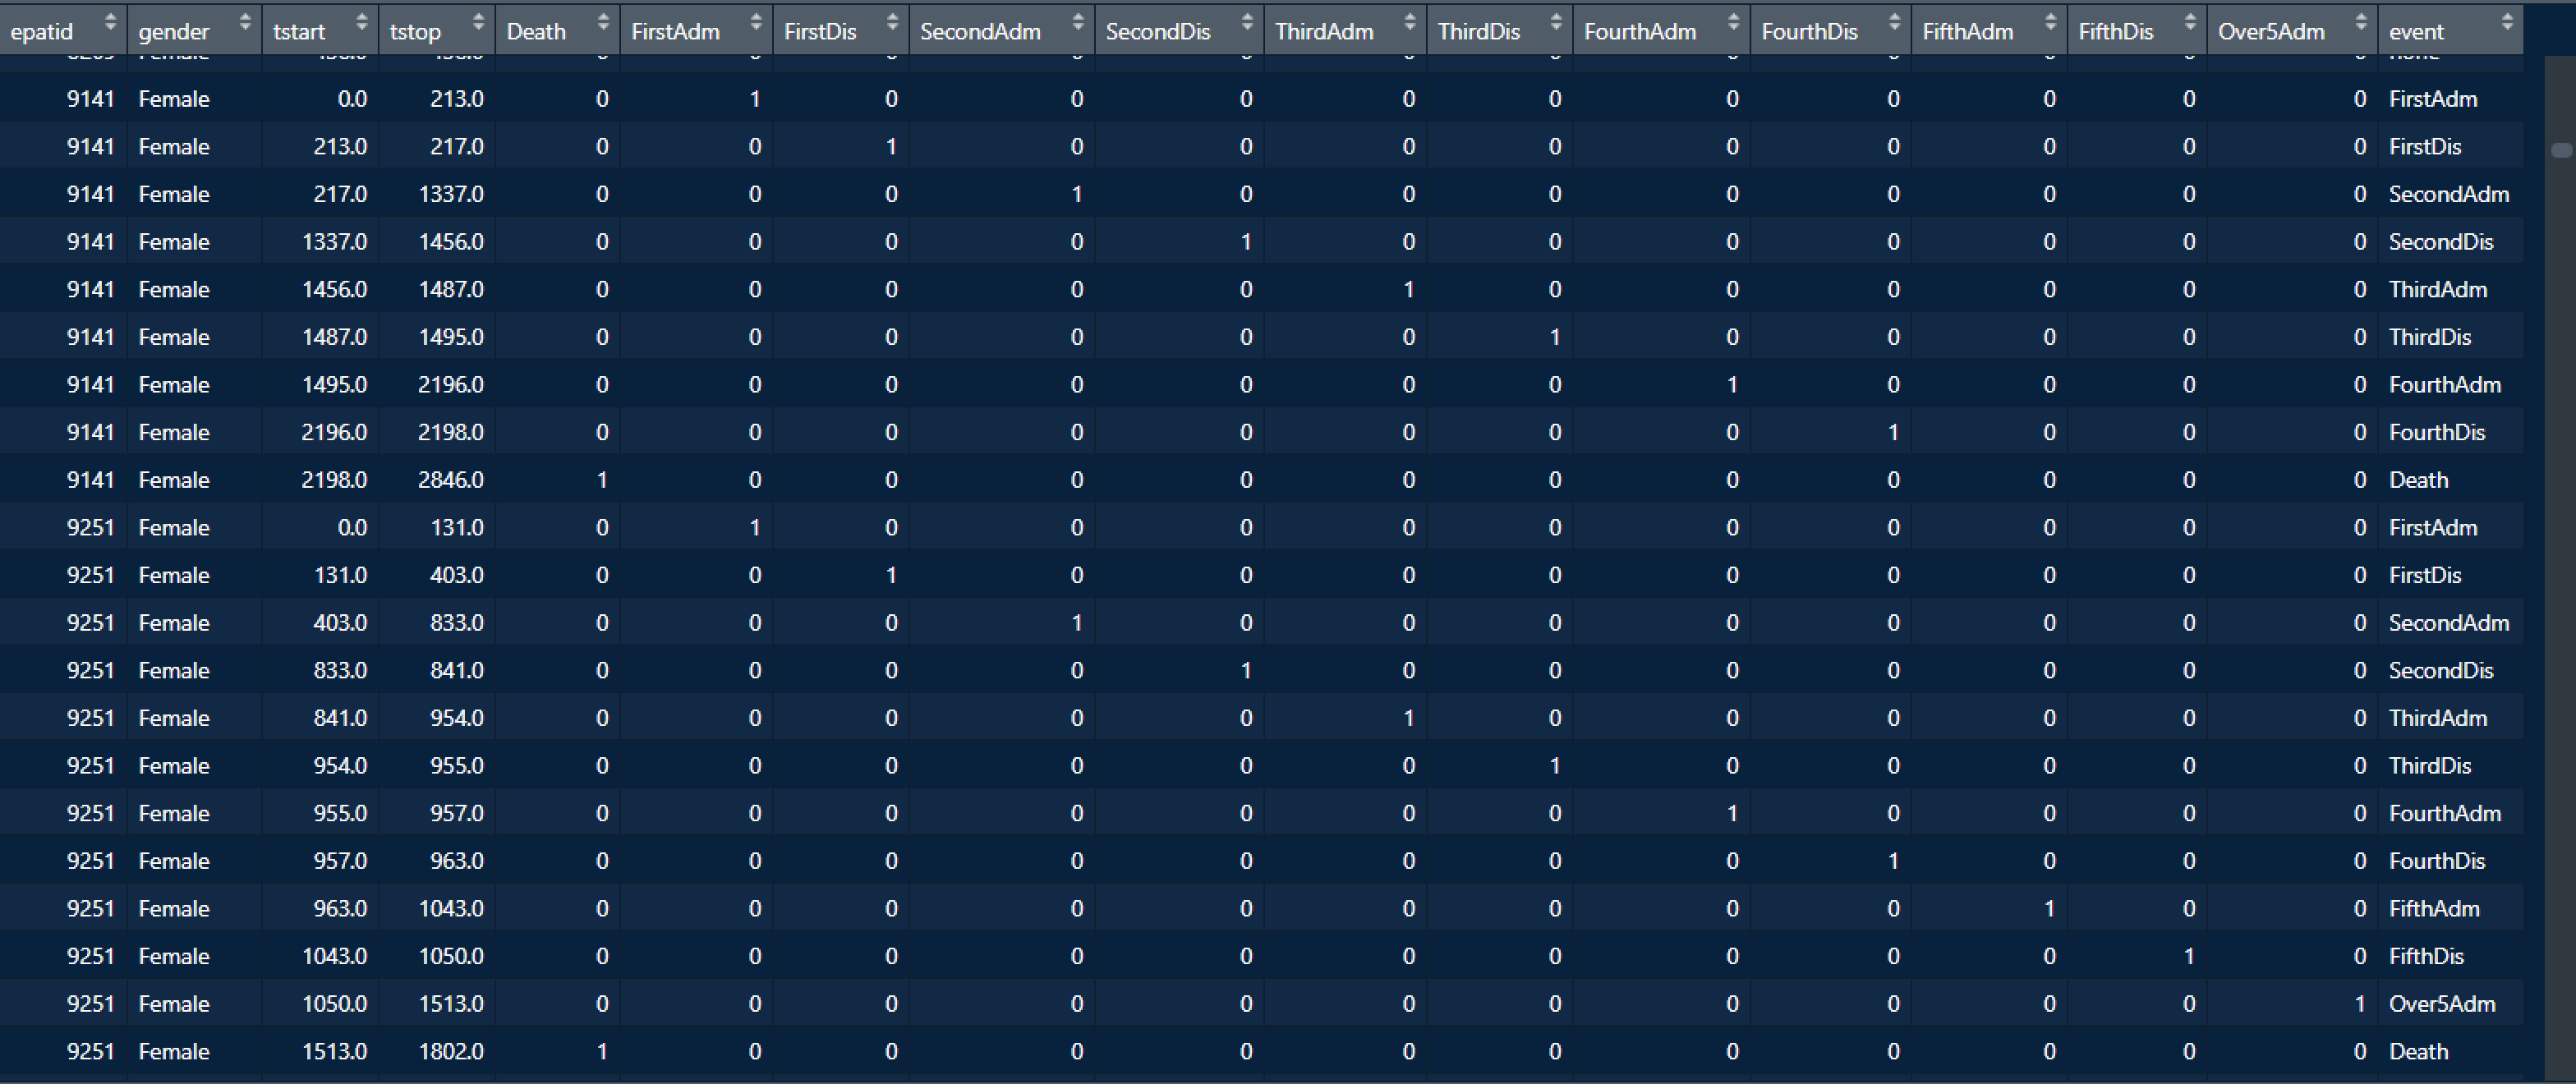 epatid gender tstart tstop Death FirstAdm FirstDis SecondAdm SecondDis ThirdAdm ThirdDis FourthAdm FourthDis FifthAdm FifthDis Over5Adm event
9141 Female 0.0 213.0 0 1 0 0 0 0 0 0 0 0 0 0 FirstAdm
9141 Female 213.0 217.0 0 0 1 0 0 0 0 0 0 0 0 0 FirstDis
9141 Female 217.0 1337.0 0 0 0 1 0 0 0 0 0 0 0 0 SecondAdm
9141 Female 1337.0 1456.0 0 0 0 0 1 0 0 0 0 0 0 0 SecondDis
9141 Female 1456.0 1487.0 0 0 0 0 0 1 0 0 0 0 0 0 ThirdAdm
9141 Female 1487.0 1495.0 0 0 0 0 0 0 1 0 0 0 0 0 ThirdDis
9141 Female 1495.0 2196.0 0 0 0 0 0 0 0 1 0 0 0 0 FourthAdm
9141 Female 2196.0 2198.0 0 0 0 0 0 0 0 0 1 0 0 0 FourthDis
9141 Female 2198.0 2846.0 1 0 0 0 0 0 0 0 0 0 0 0 Death
9251 Female 0.0 131.0 0 1 0 0 0 0 0 0 0 0 0 0 FirstAdm
9251 Female 131.0 403.0 0 0 1 0 0 0 0 0 0 0 0 0 FirstDis
9251 Female 403.0 833.0 0 0 0 1 0 0 0 0 0 0 0 0 SecondAdm
9251 Female 833.0 841.0 0 0 0 0 1 0 0 0 0 0 0 0 SecondDis
9251 Female 841.0 954.0 0 0 0 0 0 1 0 0 0 0 0 0 ThirdAdm
9251 Female 954.0 955.0 0 0 0 0 0 0 1 0 0 0 0 0 ThirdDis
9251 Female 955.0 957.0 0 0 0 0 0 0 0 1 0 0 0 0 FourthAdm
9251 Female 957.0 963.0 0 0 0 0 0 0 0 0 1 0 0 0 FourthDis
9251 Female 963.0 1043.0 0 0 0 0 0 0 0 0 0 1 0 0 FifthAdm
9251 Female 1043.0 1050.0 0 0 0 0 0 0 0 0 0 0 1 0 FifthDis
9251 Female 1050.0 1513.0 0 0 0 0 0 0 0 0 0 0 0 1 Over5Adm
9251 Female 1513.0 1802.0 1 0 0 0 0 0 0 0 0 0 0 0 Death